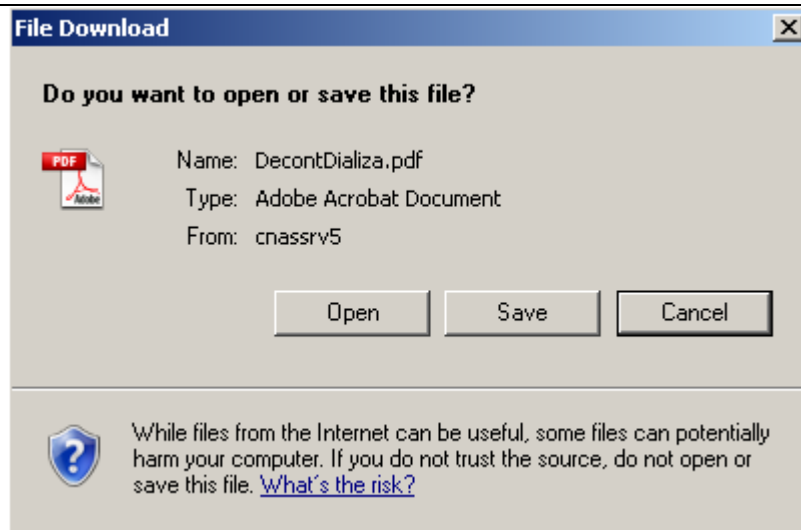 File Download
Do you want to open or save this file?
PDF
Adobe
Name: DecontDializa.pdf
Type: Adobe Acrobat Document
From: cnassrv5
Open Save Cancel
While files from the Internet can be useful, some files can potentially
harm your computer. If you do not trust the source, do not open or
save this file. What's the risk?